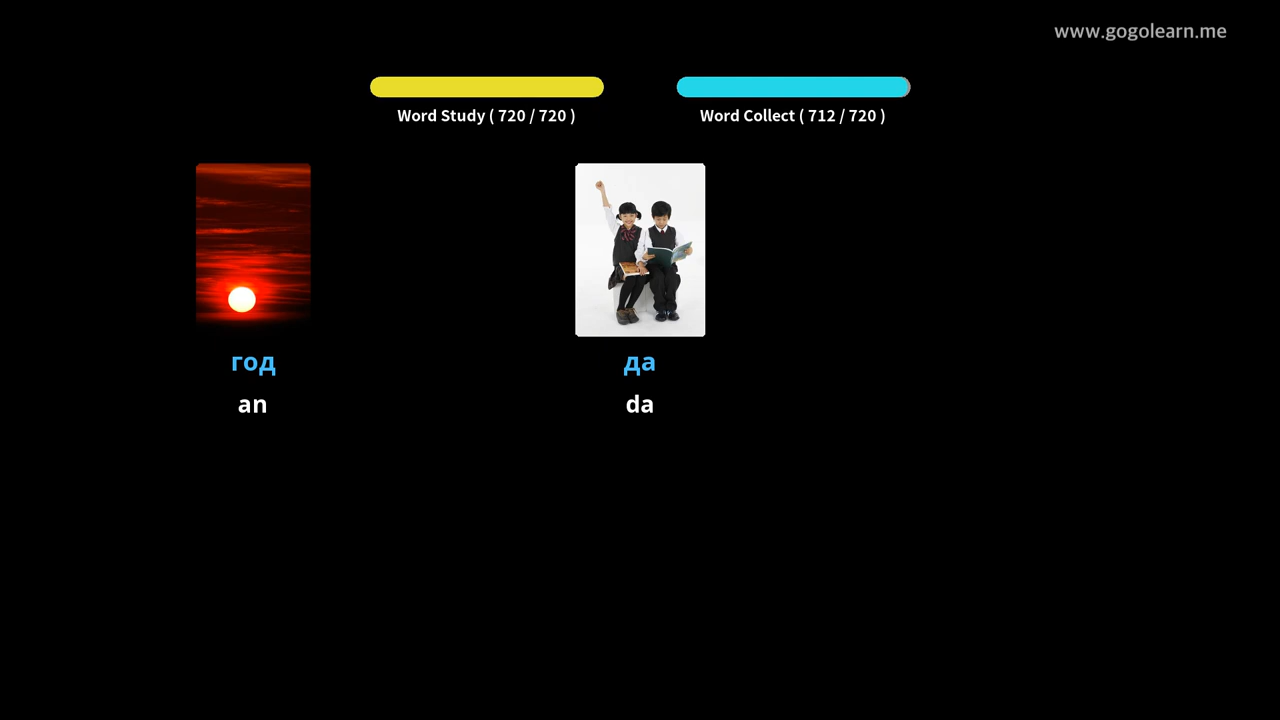 www.gogolearn.me
Word Study ( 720 / 720 )
Word Collect ( 712 / 720 )
год
да
an
da